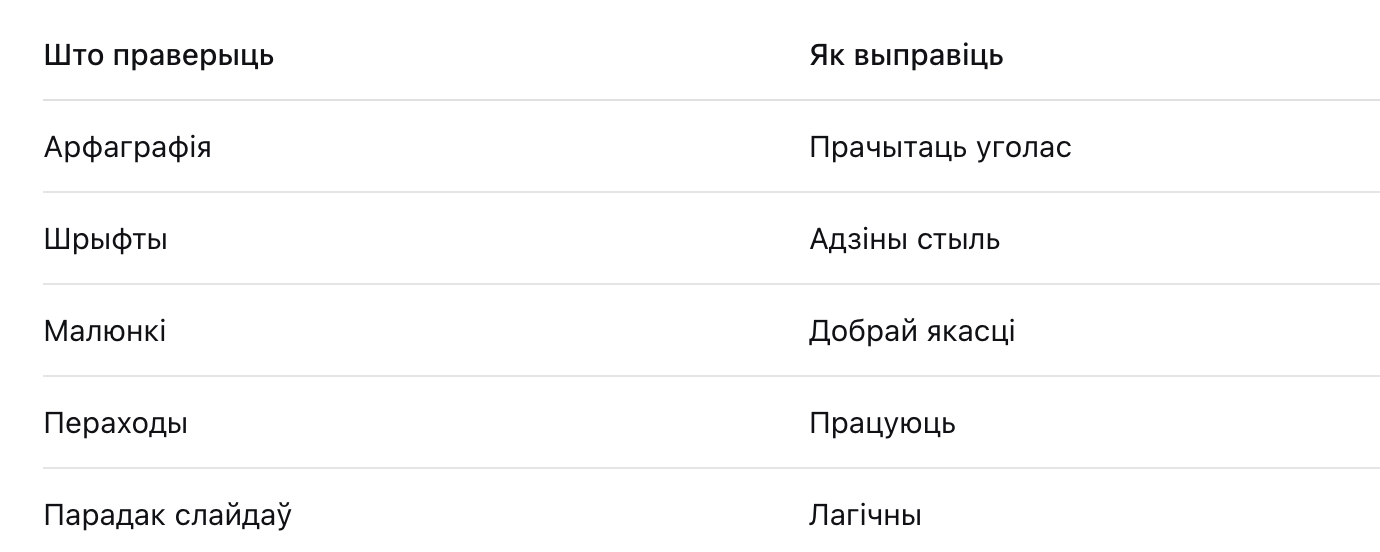 Што праверыць Як выправіць
Арфаграфія Прачытаць уголас
Шрыфты Адзіны стыль
Малюнкі Добрай якасці
Пераходы Працуюць
Парадак слайдаў Лагічны